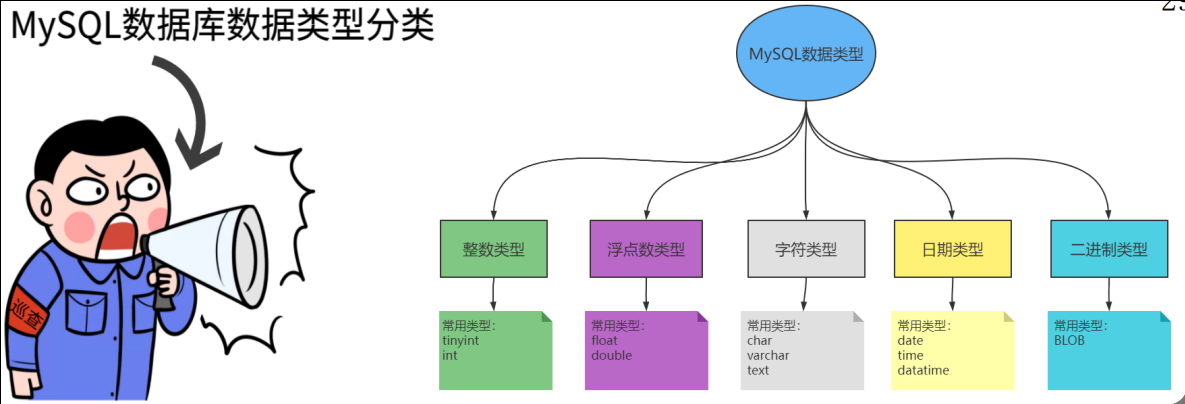 MySQL数据库数据类型分类
MySQL数据类型
巡查
整数类型
浮点数类型
字符类型
日期类型
二进制类型
常用类型:
tinyint
int
常用类型:
float
double
常用类型:
char
varchar
text
常用类型:
date
time
datatime
常用类型:
BLOB